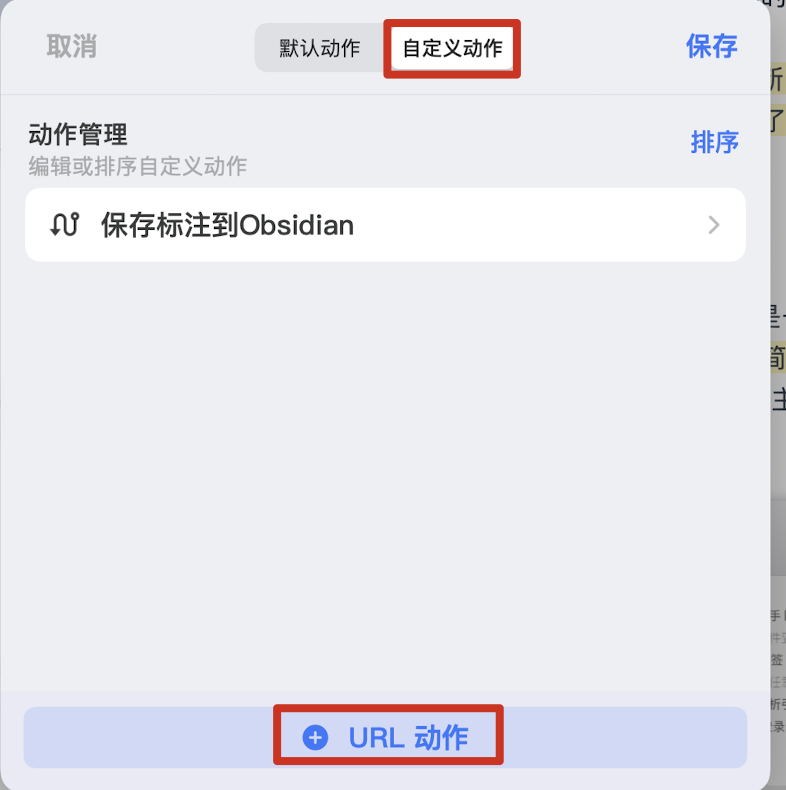 取消
默认动作
自定义动作
保存
动作管理
排序
编辑或排序自定义动作
保存标注到Obsidian
URL 动作